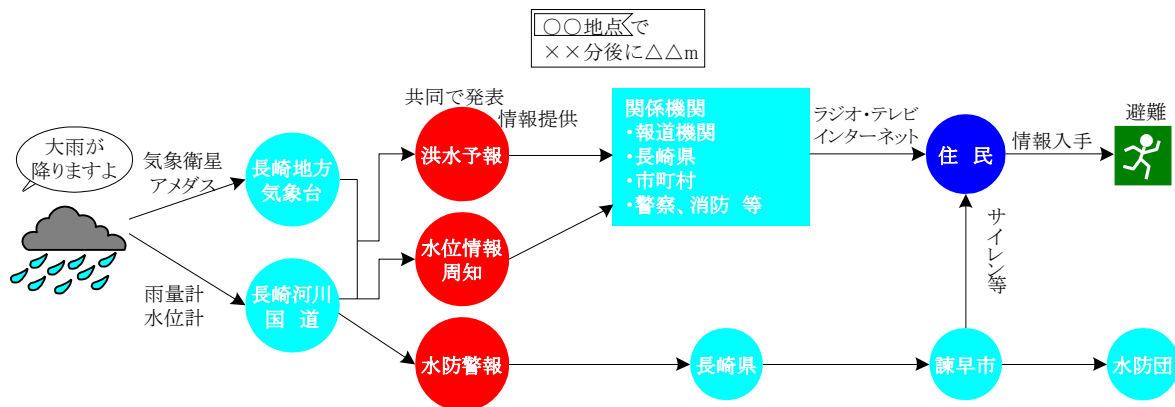 ○○地点で
××分後に△△m
共同で発表
情報提供
大雨が
降りますよ
気象衛星
アメダス
長崎地方
気象台
洪水予報
関係機関
・報道機関
・長崎県
・市町村
・警察、消防 等
ラジオ・テレビ
インターネット
住 民
情報入手
避難
雨量計
水位計
長崎河川
国 道
水位情報
周知
サイレン等
水防警報
長崎県
諫早市
水防団